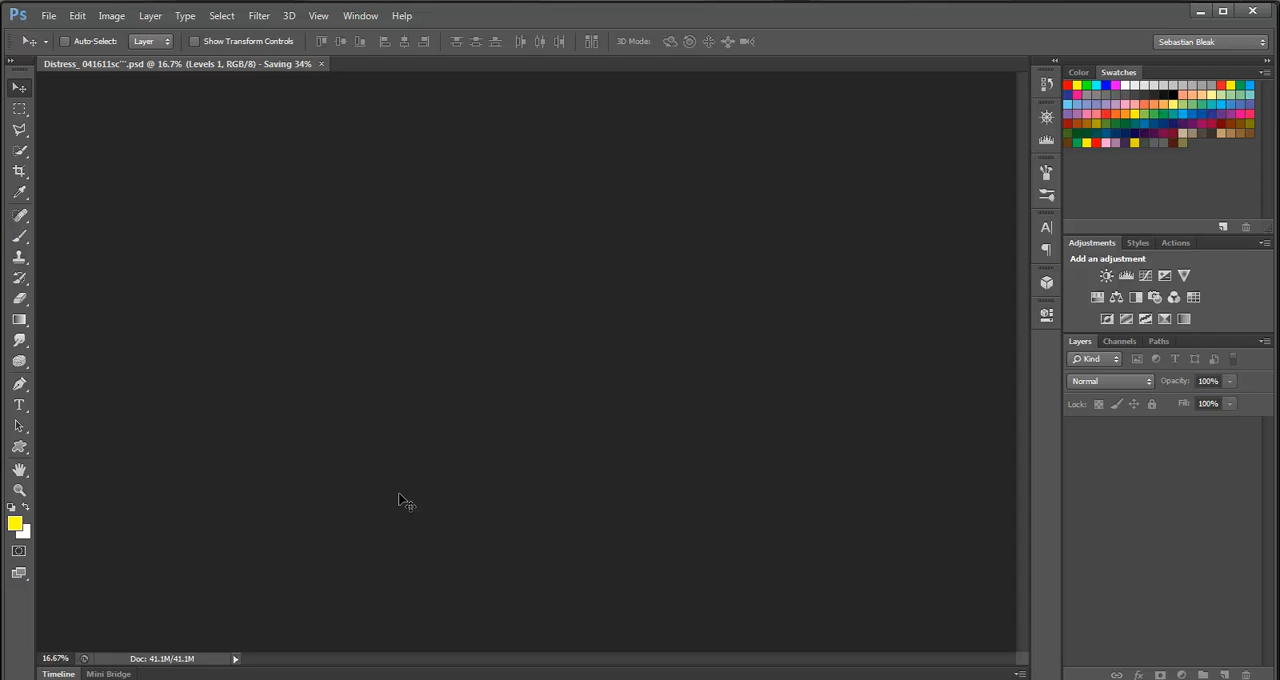 Ps File Edit Image Layer Type Select Filter 3D View Window Help
Auto-Select: Layer Show Transform Controls 3D Mode: Sebastian Bleak
Distress_041611sc```.psd @ 16.7% (Levels 1, RGB/8) - Saving 34% ×
Color Swatches
Adjustments Styles Actions
Add an adjustment
Layers Channels Paths
Kind
Normal Opacity: 100%
Lock: Fill: 100%
16.67% Doc: 41.1M/41.1M
Timeline Mini Bridge